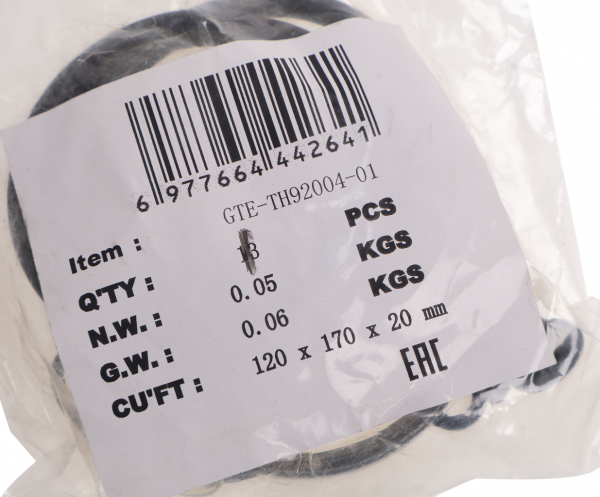 6 977664 442641
Item : GTE-TH92004-01
Q'TY : 13 PCS
N.W. : 0.05 KGS
G.W. : 0.06 KGS
CU'FT : 120 x 170 x 20 mm
EAC